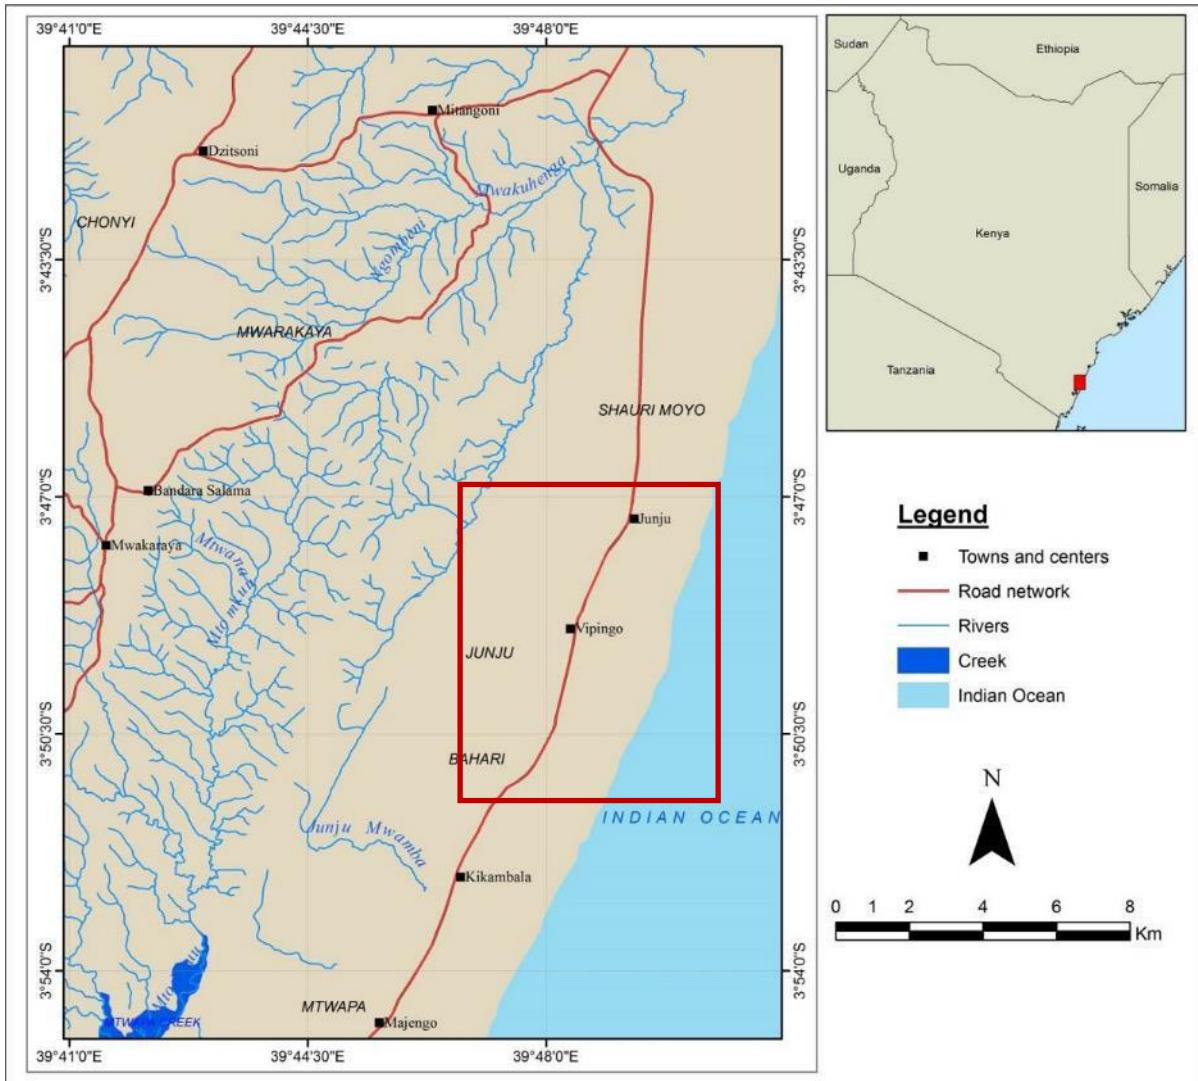 39°41'0"E
39°44'30"E
39°48'0"E
Mitangoni
Dzitsoni
Mwakuhenga
CHONYI
Ngombeni
3°43'30"S
3°43'30"S
MWARAKAYA
SHAURI MOYO
3°47'0"S
3°47'0"S
Bandara Salama
Junju
Mwakaraya
Mtwana
Mto mkuu
Vipingo
JUNJU
3°50'30"S
3°50'30"S
BAHARI
INDIAN OCEAN
Junju Mwamba
Kikambala
3°54'0"S
3°54'0"S
MTWAPA
MTWAPA CREEK
Majengo
39°41'0"E
39°44'30"E
39°48'0"E
Sudan
Ethiopia
Uganda
Somalia
Kenya
Tanzania
Legend
Towns and centers
Road network
Rivers
Creek
Indian Ocean
N
0 1 2 4 6 8
Km